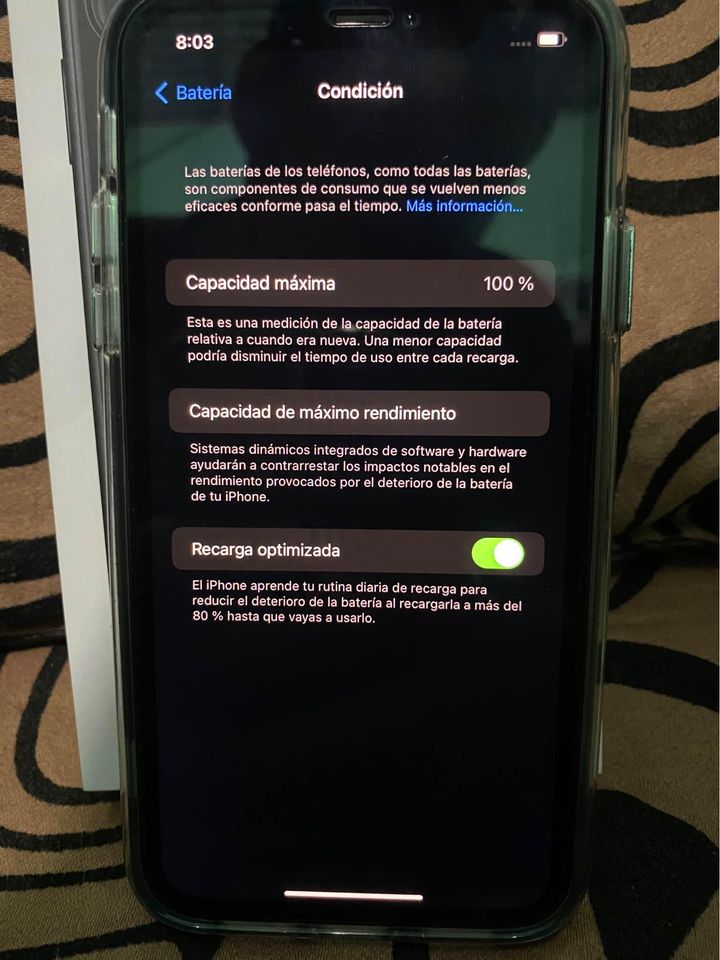 8:03
Batería
Condición
Las baterías de los teléfonos, como todas las baterías,
son componentes de consumo que se vuelven menos
eficaces conforme pasa el tiempo. Más información...
Capacidad máxima 100 %
Esta es una medición de la capacidad de la batería
relativa a cuando era nueva. Una menor capacidad
podría disminuir el tiempo de uso entre cada recarga.
Capacidad de máximo rendimiento
Sistemas dinámicos integrados de software y hardware
ayudarán a contrarrestar los impactos notables en el
rendimiento provocados por el deterioro de la batería
de tu iPhone.
Recarga optimizada
El iPhone aprende tu rutina diaria de recarga para
reducir el deterioro de la batería al recargarla a más del
80 % hasta que vayas a usarlo.